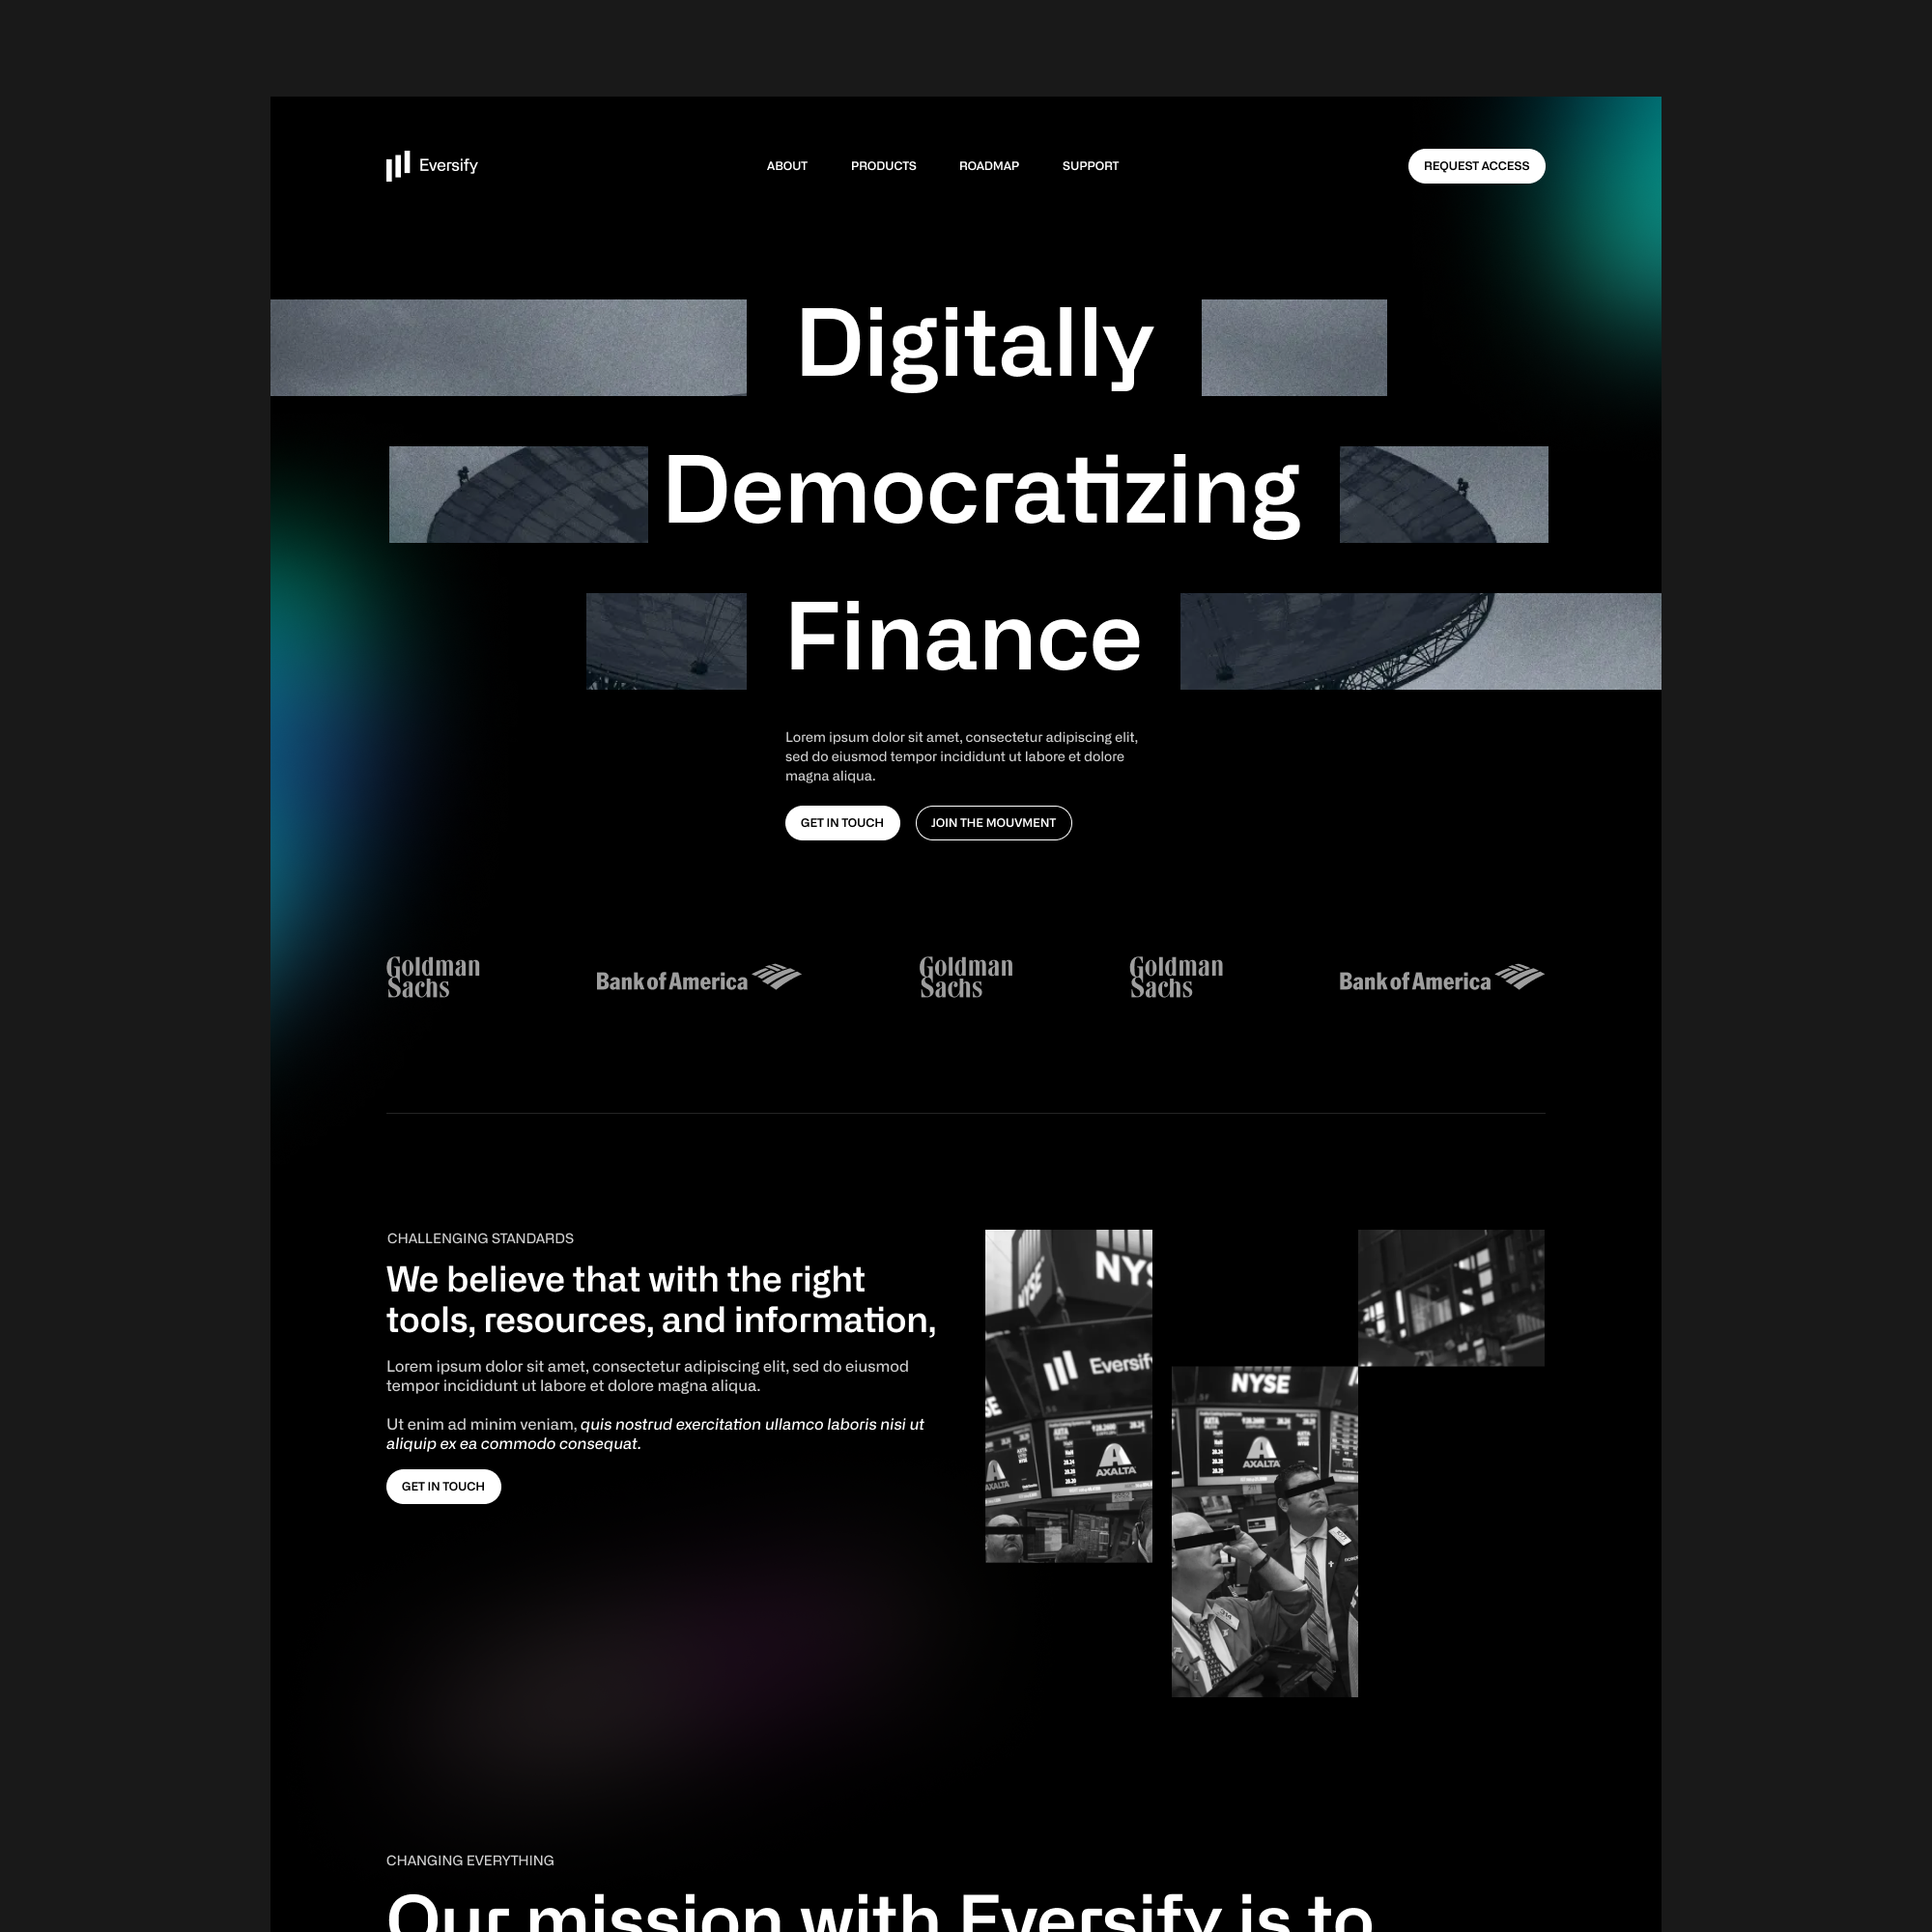 Eversify
ABOUT
PRODUCTS
ROADMAP
SUPPORT
REQUEST ACCESS
Digitally
Democratizing
Finance
Lorem ipsum dolor sit amet, consectetur adipiscing elit,
sed do eiusmod tempor incididunt ut labore et dolore
magna aliqua.
GET IN TOUCH
JOIN THE MOUVMENT
Goldman
Sachs
Bank of America
Goldman
Sachs
Goldman
Sachs
Bank of America
CHALLENGING STANDARDS
We believe that with the right
tools, resources, and information,
Lorem ipsum dolor sit amet, consectetur adipiscing elit, sed do eiusmod
tempor incididunt ut labore et dolore magna aliqua.
Ut enim ad minim veniam, quis nostrud exercitation ullamco laboris nisi ut
aliquip ex ea commodo consequat.
GET IN TOUCH
NYSE
Eversify
AXTA
AXALTA
AXALTA
NYSE
AXTA
AXALTA
CHANGING EVERYTHING
Our mission with Eversify is to